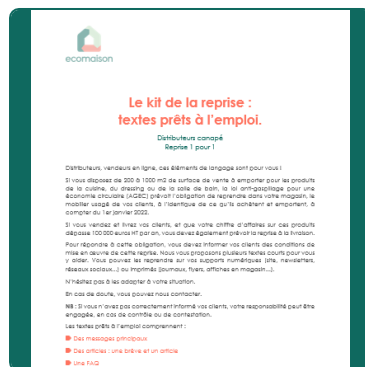 ecomaison
Le kit de la reprise :
textes prêts à l'emploi.
Distributeurs canapé
Reprise 1 pour 1
Distributeurs, vendeurs en ligne, ces éléments de langage sont pour vous !
Si vous disposez de 200 à 1000 m2 de surface de vente à emporter pour les produits
de la cuisine, du dressing ou de la salle de bain, la loi anti-gaspillage pour une
économie circulaire (AGEC) prévoit l'obligation de reprendre dans votre magasin, le
mobilier usagé de vos clients, à l'identique de ce qu'ils achètent et emportent, à
compter du 1er janvier 2023.
Si vous vendez et livrez vos clients, et que votre chiffre d'affaires sur ces produits
dépasse 100 000 euros HT par an, vous devez également prévoir la reprise à la livraison.
Pour répondre à cette obligation, vous devez informer vos clients des conditions de
mise en œuvre de cette reprise. Nous vous proposons plusieurs textes courts pour vous
y aider. Vous pouvez les reprendre sur vos supports numériques (site, newsletters,
réseaux sociaux...) ou imprimés (journaux, flyers, affiches en magasin...).
N'hésitez pas à les adapter à votre situation.
En cas de doute, vous pouvez nous contacter.
NB : Si vous n'avez pas correctement informé vos clients, votre responsabilité peut être
engagée, en cas de contrôle ou de contestation.
Les textes prêts à l'emploi comprennent :
Des messages principaux
Des articles : une brève et un article
Une FAQ